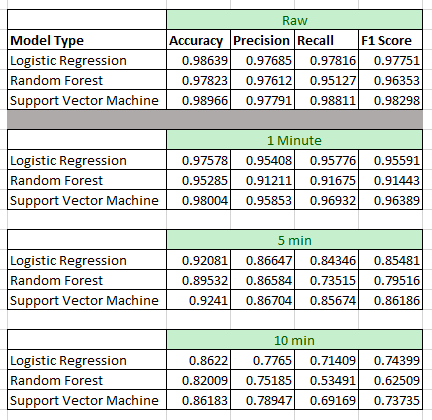 Raw
Model Type Accuracy Precision Recall F1 Score
Logistic Regression 0.98639 0.97685 0.97816 0.97751
Random Forest 0.97823 0.97612 0.95127 0.96353
Support Vector Machine 0.98966 0.97791 0.98811 0.98298
1 Minute
Logistic Regression 0.97578 0.95408 0.95776 0.95591
Random Forest 0.95285 0.91211 0.91675 0.91443
Support Vector Machine 0.98004 0.95853 0.96932 0.96389
5 min
Logistic Regression 0.92081 0.86647 0.84346 0.85481
Random Forest 0.89532 0.86584 0.73515 0.79516
Support Vector Machine 0.9241 0.86704 0.85674 0.86186
10 min
Logistic Regression 0.8622 0.7765 0.71409 0.74399
Random Forest 0.82009 0.75185 0.53491 0.62509
Support Vector Machine 0.86183 0.78947 0.69169 0.73735